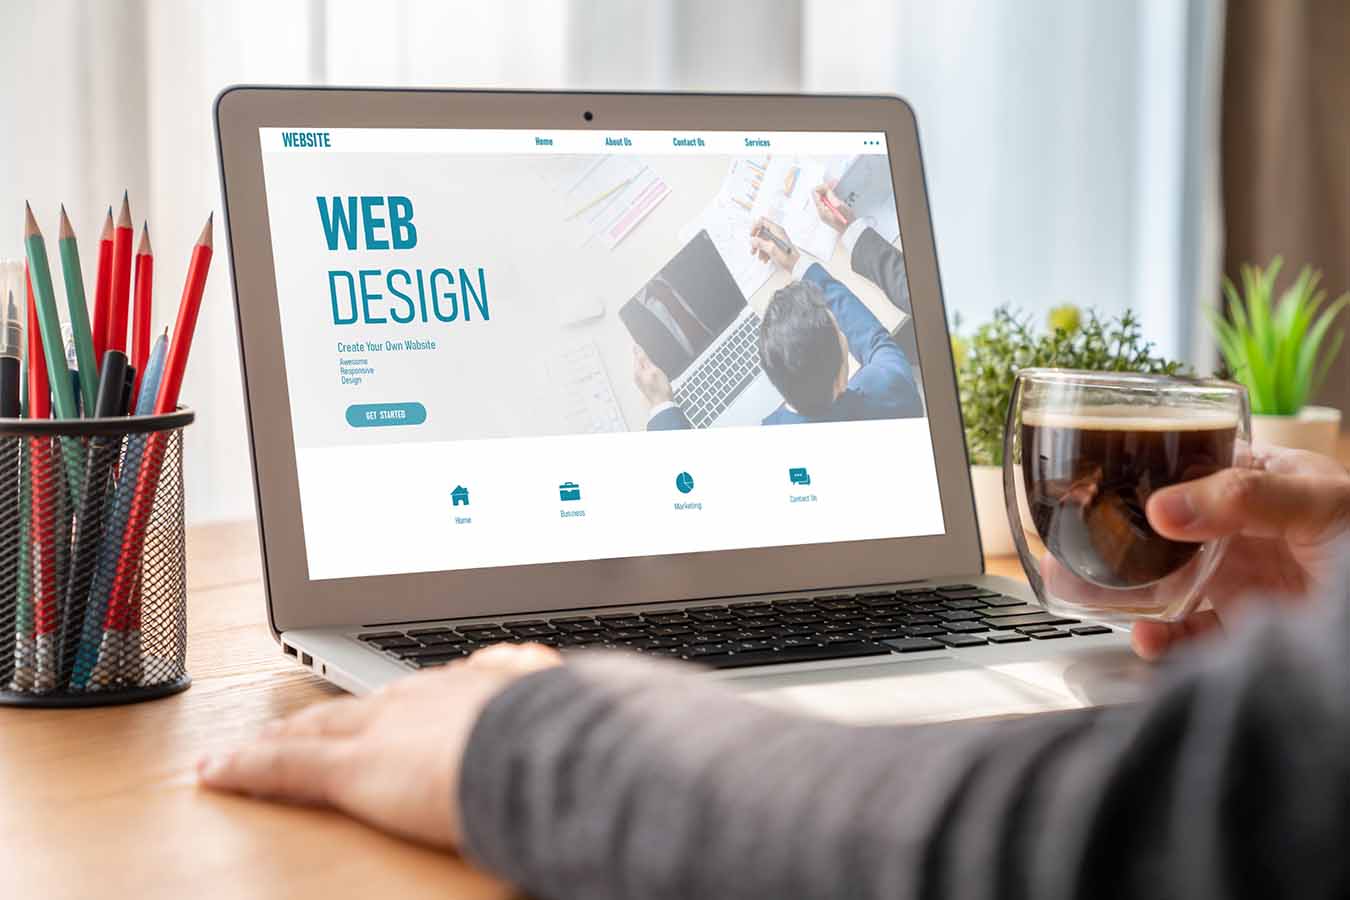 WEBSITE
Home
About Us
Contact Us
Services
WEB
DESIGN
Create Your Own Wabsite
Awesome
Responsive
Design
GET STARTED
Home
Business
Marketing
Contact Us